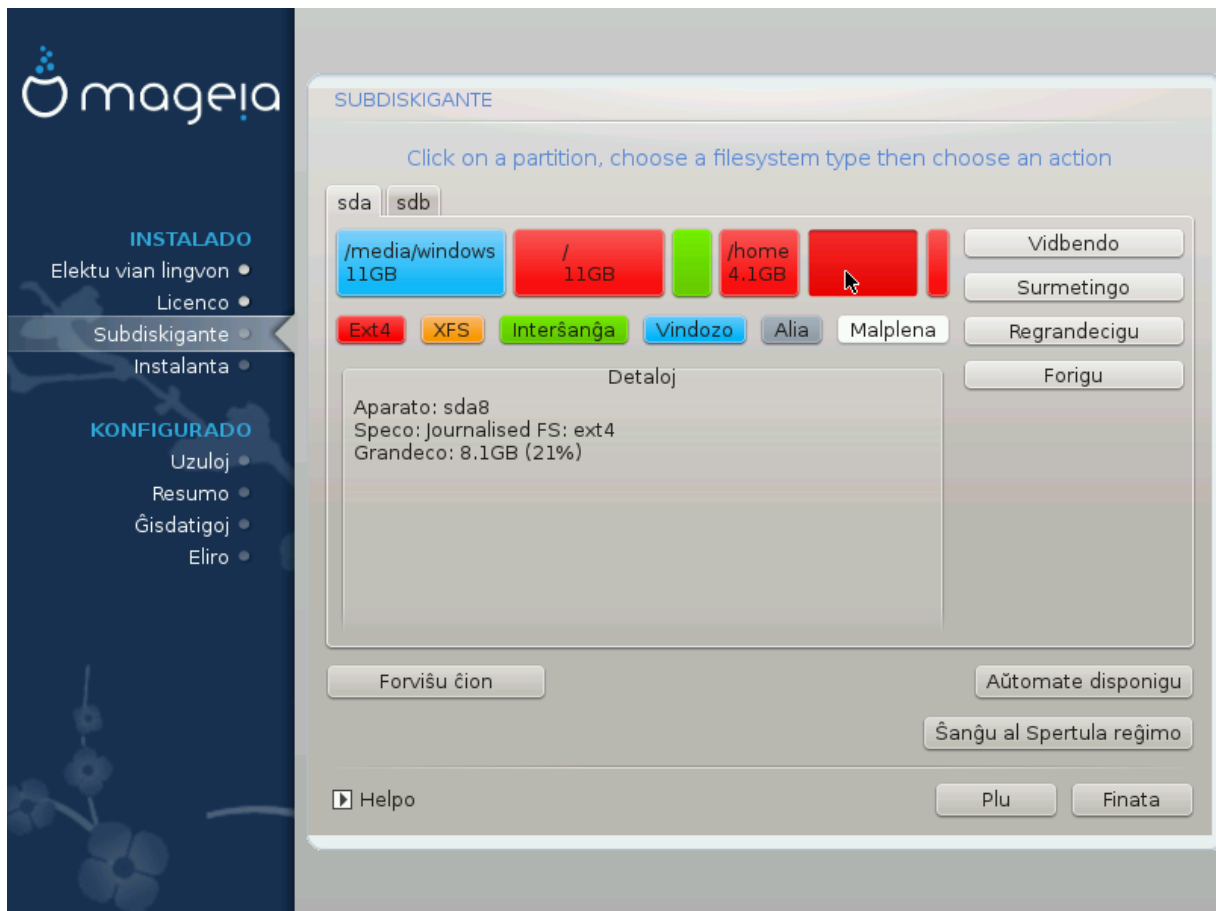 mageia
INSTALADO
Elektu vian lingvon
Licenco
Subdiskigante
Instalanta
KONFIGURADO
Uzuloj
Resumo
Ĝisdatigoj
Eliro
SUBDISKIGANTE
Click on a partition, choose a filesystem type then choose an action
sda sdb
/media/windows
11GB
/
11GB
/home
4.1GB
Ext4 XFS Interŝanĝa Vindozo Alia Malplena
Vidbendo
Surmetingo
Regrandecigu
Forigu
Detaloj
Aparato: sda8
Speco: Journalised FS: ext4
Grandeco: 8.1GB (21%)
Forviŝu ĉion
Aŭtomate disponigu
Ŝanĝu al Spertula reĝimo
Helpo
Plu
Finata